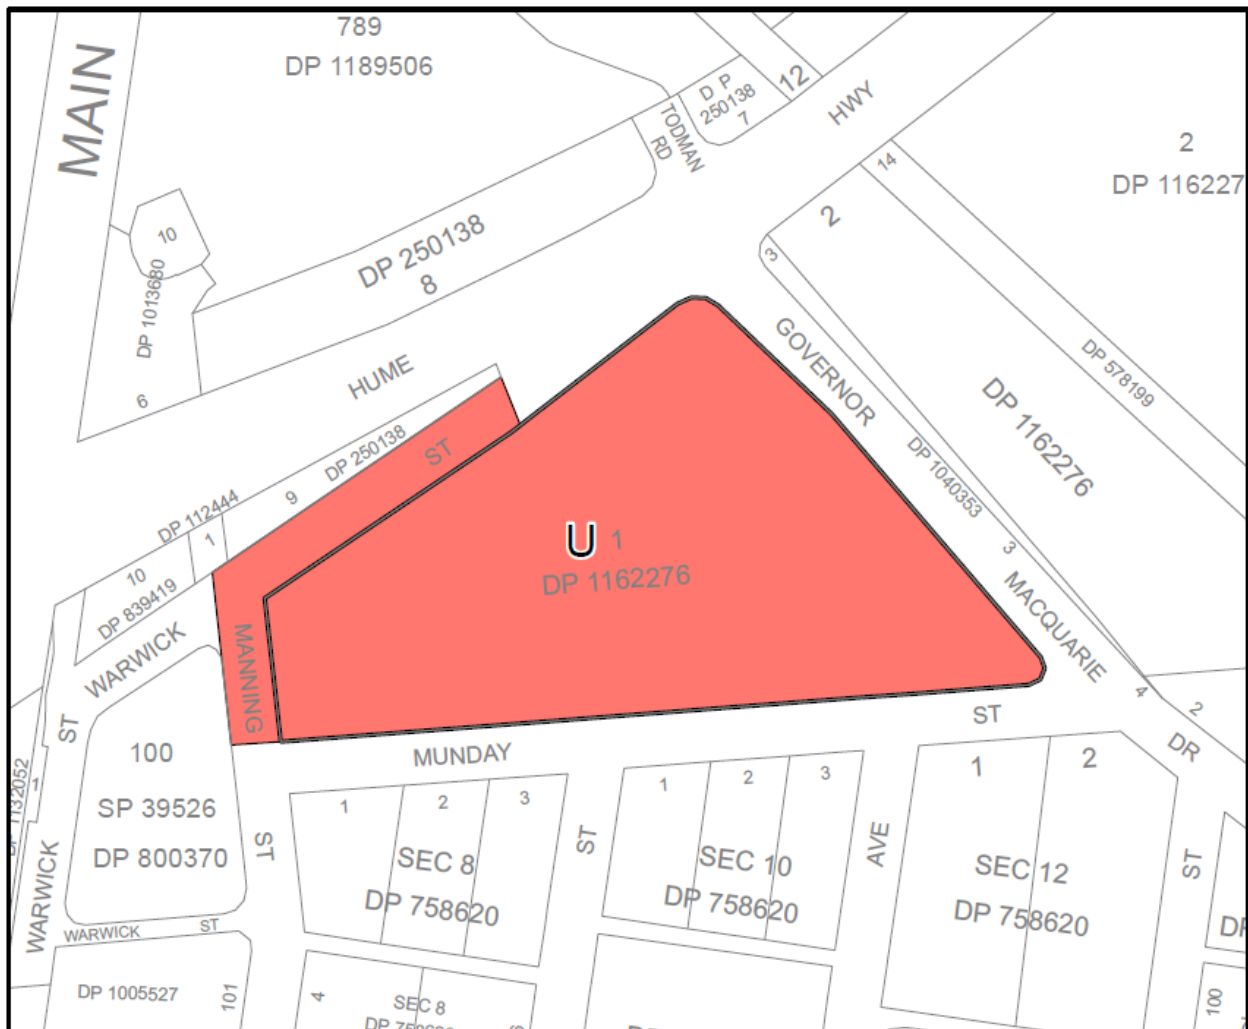 789
DP 1189506
MAIN
D P
250138
7
12
HWY
TODMAN
RD
14
2
DP 116227
2
10
DP 250138
8
3
DP 1013680
6
HUME
GOVERNOR
DP 578199
DP 1162276
ST
DP 250138
9
DP 1040353
DP 112444
1
U 1
DP 1162276
3
10
DP 839419
WARWICK
MANNING
MACQUARIE
4
2
ST
DR
ST
MUNDAY
100
SP 39526
DP 800370
1
DP 1132052
ST
1
2
3
SEC 8
DP 758620
ST
1
2
3
SEC 10
DP 758620
AVE
1
2
SEC 12
DP 758620
ST
WARWICK
WARWICK ST
DP 1005527
101
4
SEC 8
100